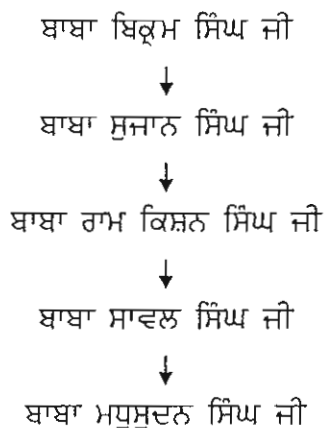 ਬਾਬਾ ਬਿਕ੍ਰਮ ਸਿੰਘ ਜੀ
ਬਾਬਾ ਸੁਜਾਨ ਸਿੰਘ ਜੀ
ਬਾਬਾ ਰਾਮ ਕਿਸ਼ਨ ਸਿੰਘ ਜੀ
ਬਾਬਾ ਸਾਵਲ ਸਿੰਘ ਜੀ
ਬਾਬਾ ਮਧੁਸੁਦਨ ਸਿੰਘ ਜੀ